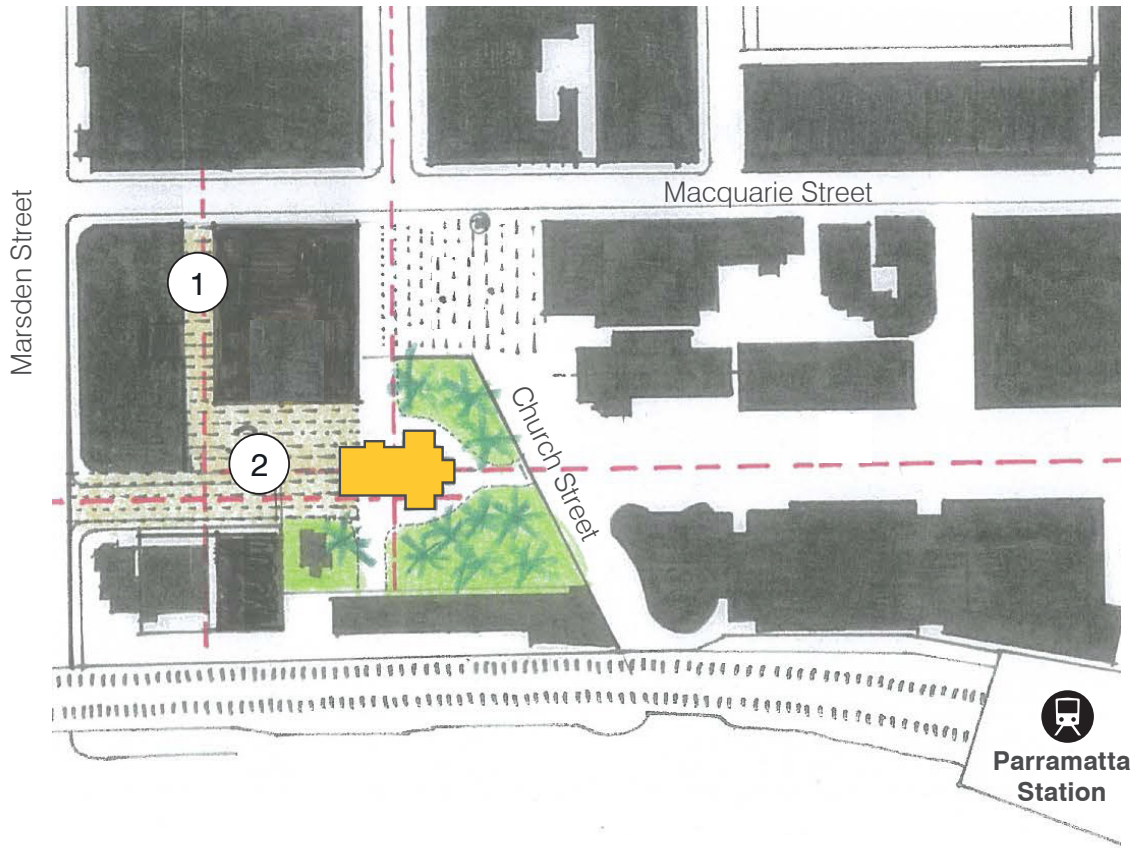 Macquarie Street
Marsden Street
1
Church Street
2
Parramatta
Station